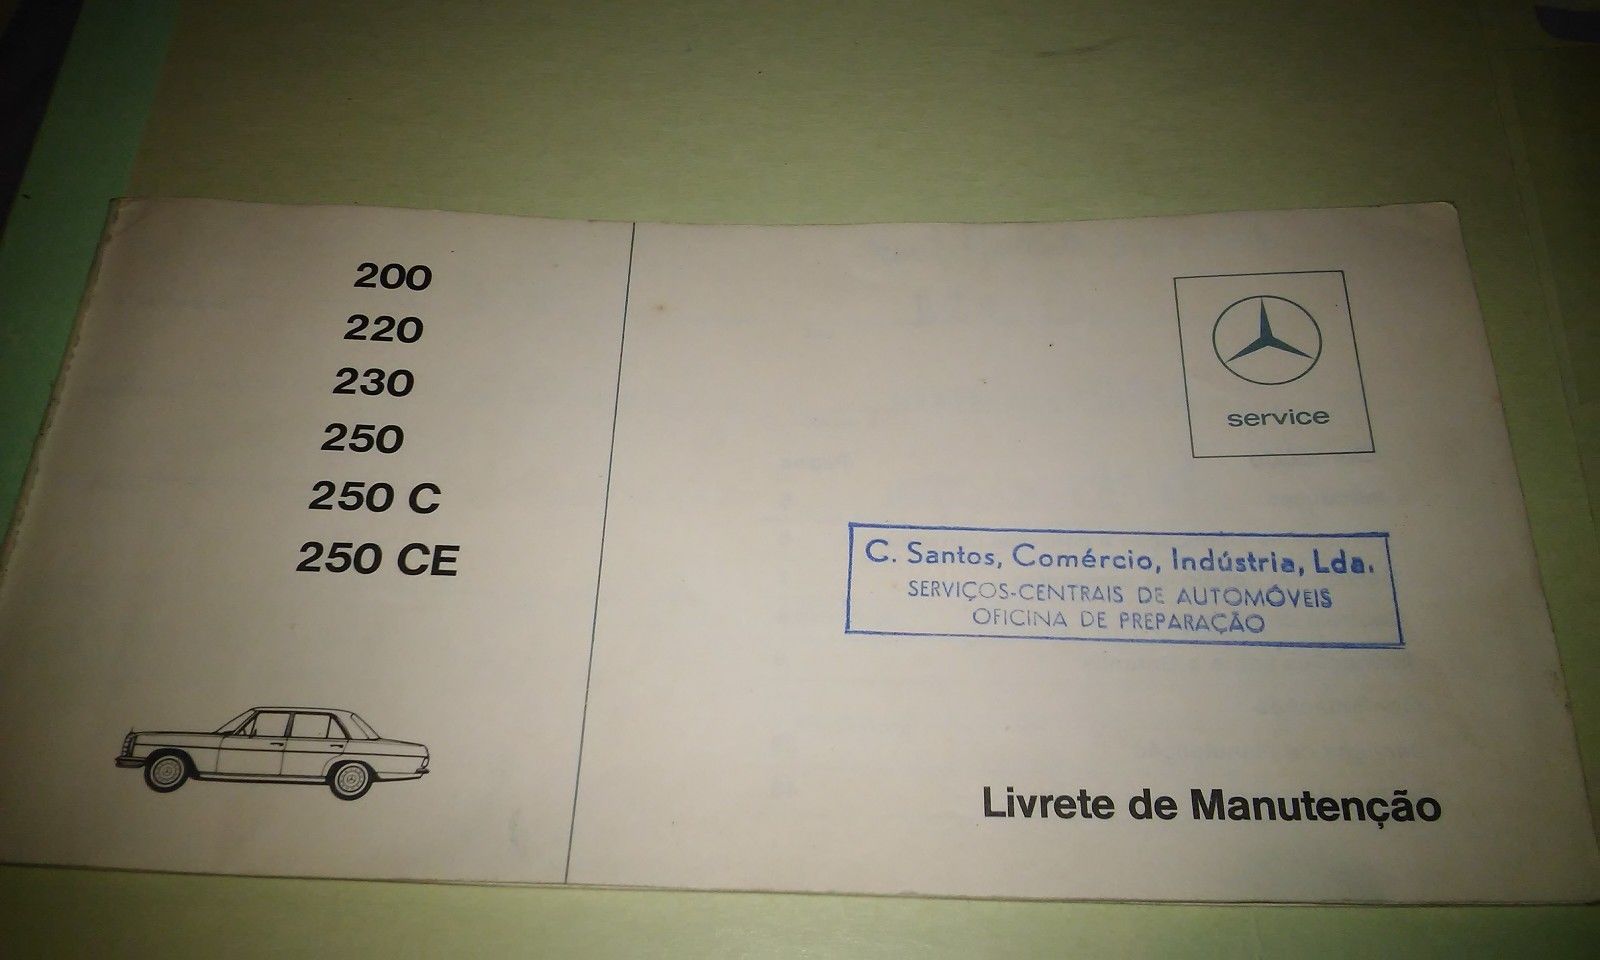 200
220
230
250
250 C
250 CE
service
C. Santos, Comércio, Indústria, Lda.
SERVIÇOS-CENTRAIS DE AUTOMÓVEIS
OFICINA DE PREPARAÇÃO
Livrete de Manutenção